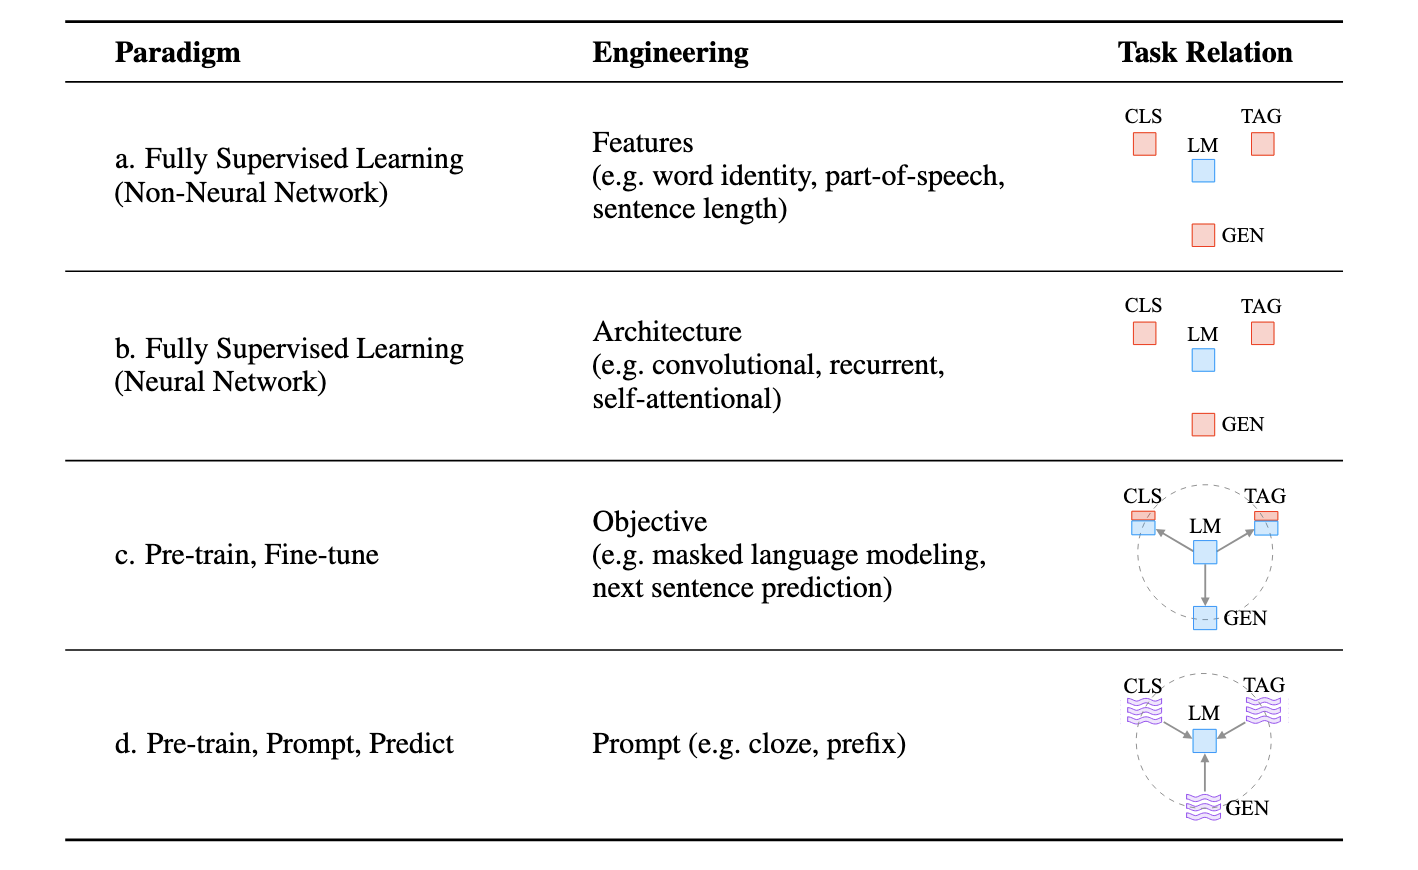 Paradigm Engineering Task Relation
a. Fully Supervised Learning
(Non-Neural Network)
Features
(e.g. word identity, part-of-speech,
sentence length)
CLS TAG
LM
GEN
b. Fully Supervised Learning
(Neural Network)
Architecture
(e.g. convolutional, recurrent,
self-attentional)
CLS TAG
LM
GEN
c. Pre-train, Fine-tune
Objective
(e.g. masked language modeling,
next sentence prediction)
CLS TAG
LM
GEN
d. Pre-train, Prompt, Predict
Prompt (e.g. cloze, prefix)
CLS TAG
LM
GEN